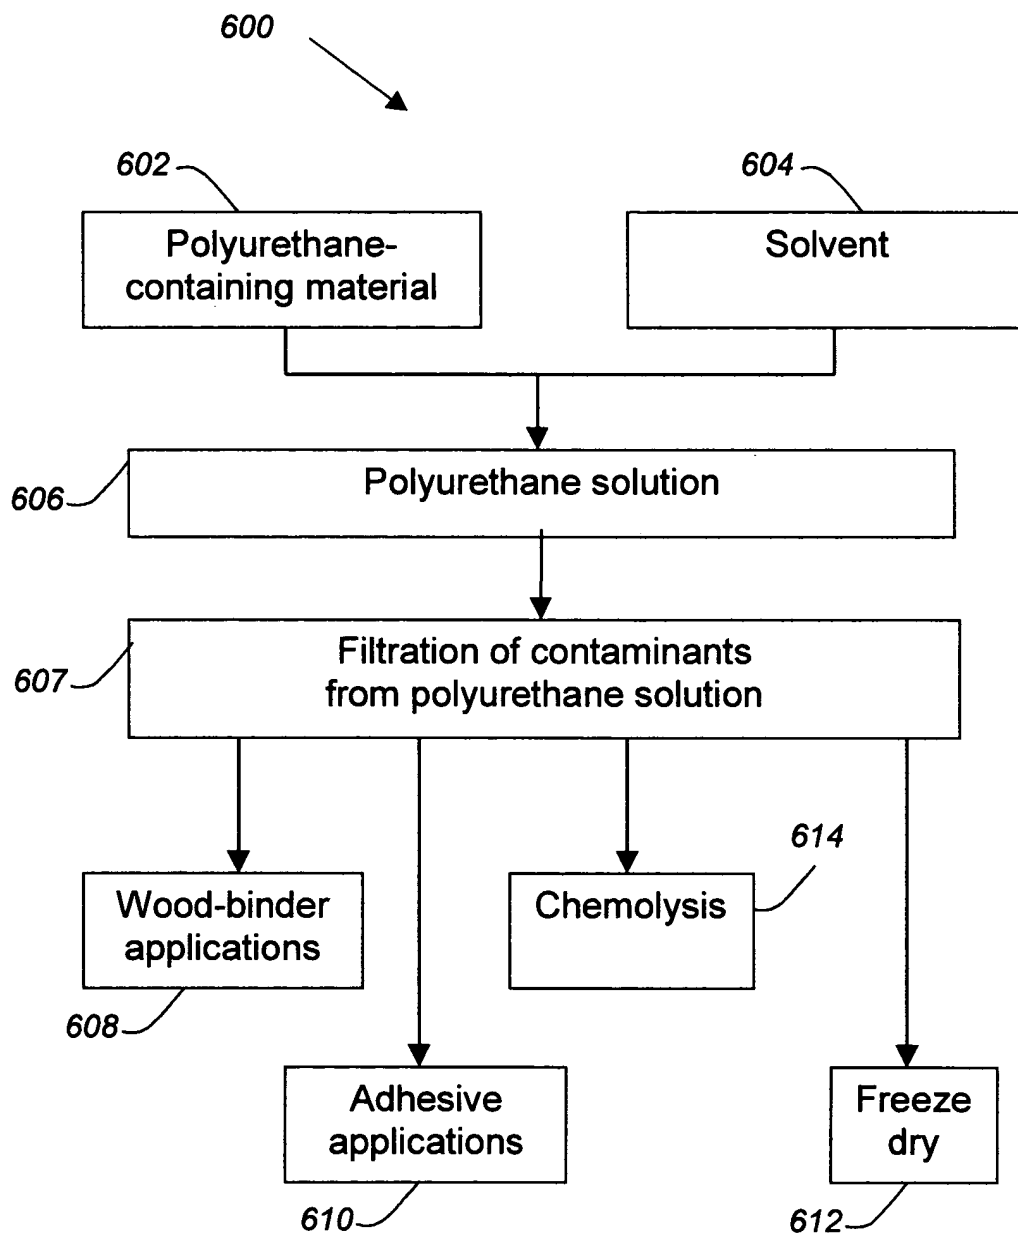 600
602
604
Polyurethane-
containing material
Solvent
606
Polyurethane solution
607
Filtration of contaminants
from polyurethane solution
614
Wood-binder
applications
Chemolysis
608
Adhesive
applications
Freeze
dry
610
612